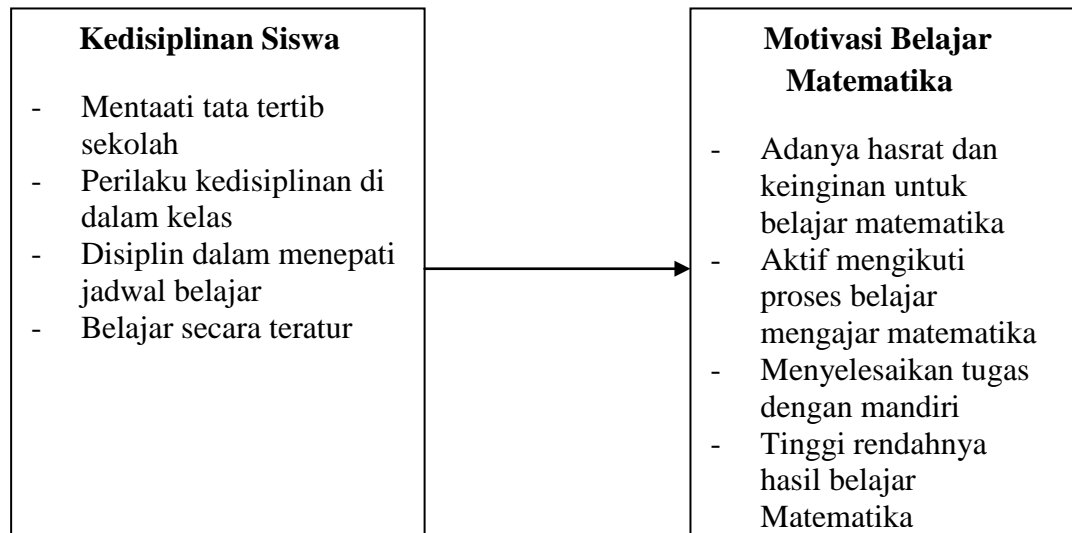 Kedisiplinan Siswa
- Mentaati tata tertib
sekolah
- Perilaku kedisiplinan di
dalam kelas
- Disiplin dalam menepati
jadwal belajar
- Belajar secara teratur
Motivasi Belajar
Matematika
- Adanya hasrat dan
keinginan untuk
belajar matematika
- Aktif mengikuti
proses belajar
mengajar matematika
- Menyelesaikan tugas
dengan mandiri
- Tinggi rendahnya
hasil belajar
Matematika